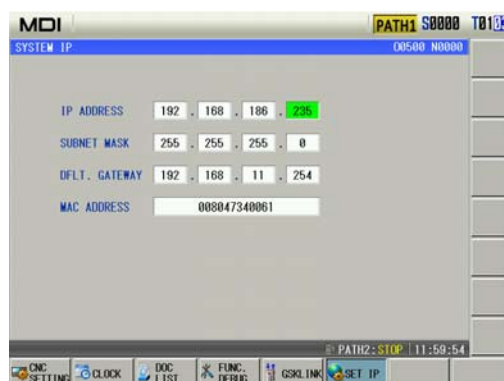 MDI PATH1 S0000 T010
SYSTEM IP O0500 N0000
IP ADDRESS 192 . 168 . 186 . 235
SUBNET MASK 255 . 255 . 255 . 0
DFLT. GATEWAY 192 . 168 . 11 . 254
MAC ADDRESS 008047340061
PATH2:STOP 11:59:54
CNC SETTING CLOCK DOC LIST FUNC. DEBUG GSKLINK SET IP